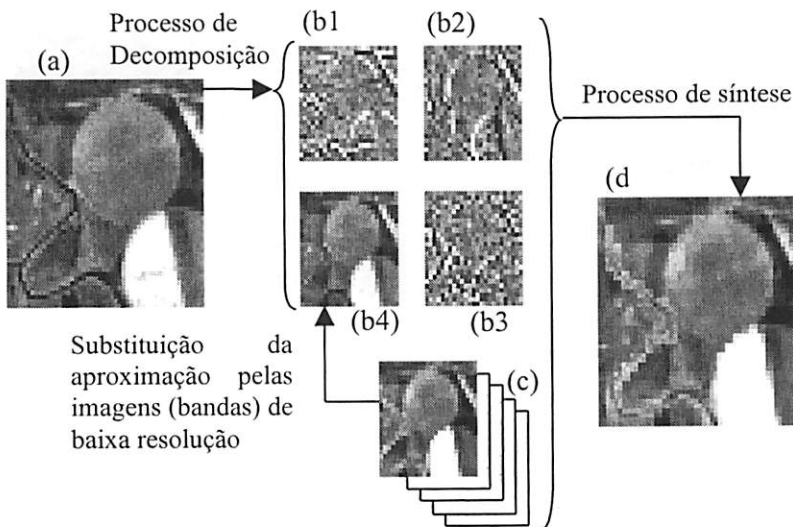 Processo de
Decomposição
(a)
(b1
(b2)
Processo de síntese
(d
(b4)
(b3)
(c)
Substituição da
aproximação pelas
imagens (bandas) de
baixa resolução